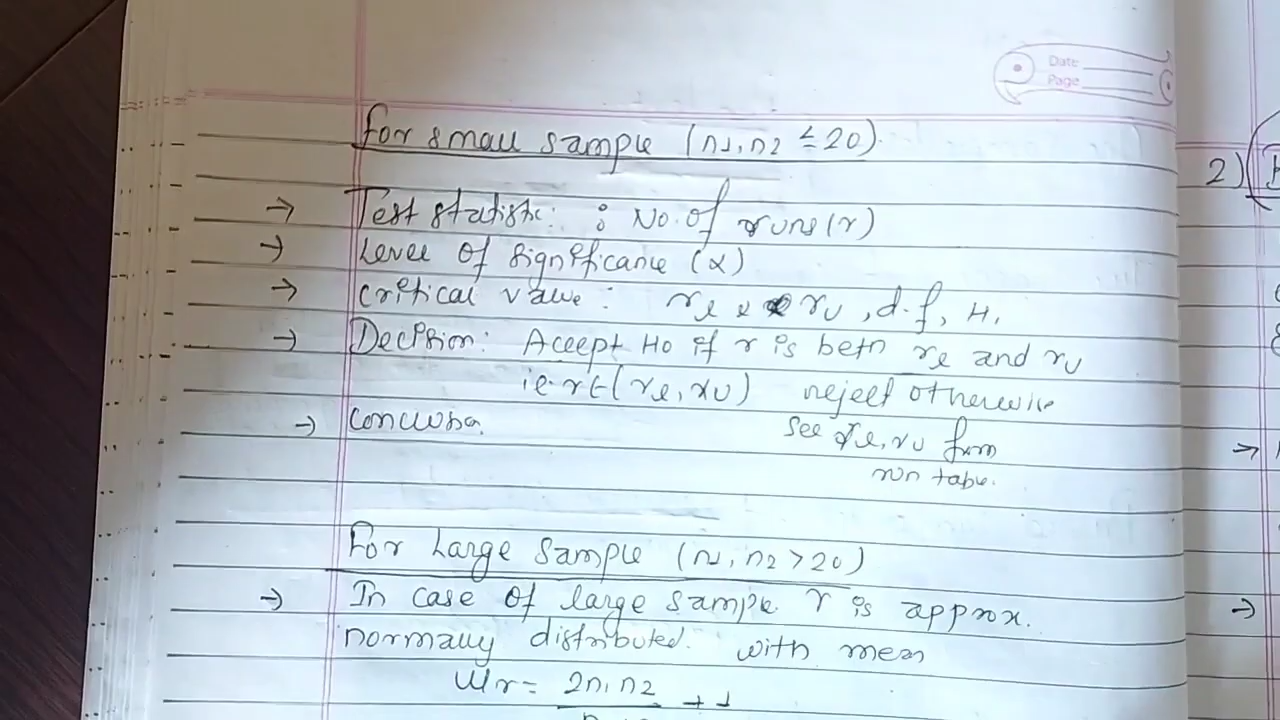 Date
Page
For small sample (n1, n2 ≤ 20).
→ Test statistic : No. of runs (r)
→ Level of significance (α)
→ Critical value : rl & rU, d.f, H1
→ Decision: Accept H0 if r is betn rl and rU
i.e. r∈(rl, rU) reject otherwise
→ Conclusion.
See rl, rU from
run table.
2)
For Large Sample (n1, n2 > 20)
→ In case of large sample r is approx.
normally distributed. with mean
μr = 2n1n2 + 1